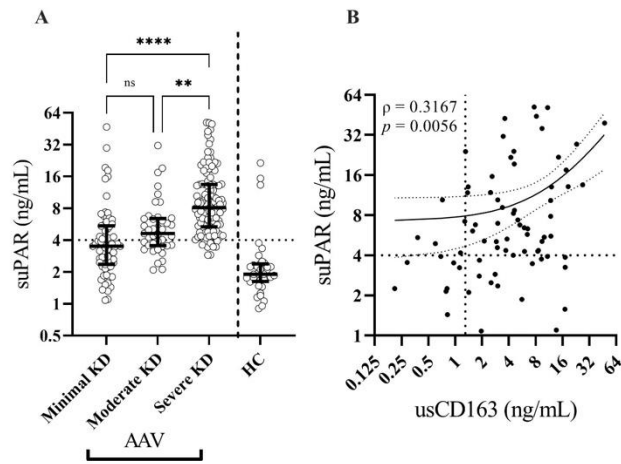 A
****
ns
**
suPAR (ng/mL)
64
32
16
8
4
2
1
0.5
Minimal KD
Moderate KD
Severe KD
HC
AAV
B
ρ = 0.3167
p = 0.0056
suPAR (ng/mL)
64
32
16
8
4
2
1
0.125
0.25
0.5
1
2
4
8
16
32
64
usCD163 (ng/mL)